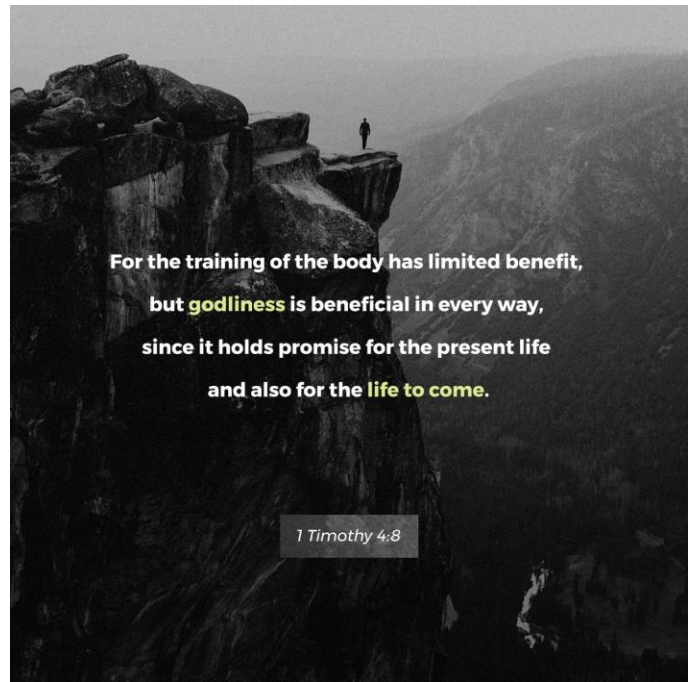 For the training of the body has limited benefit,
but godliness is beneficial in every way,
since it holds promise for the present life
and also for the life to come.
1 Timothy 4:8